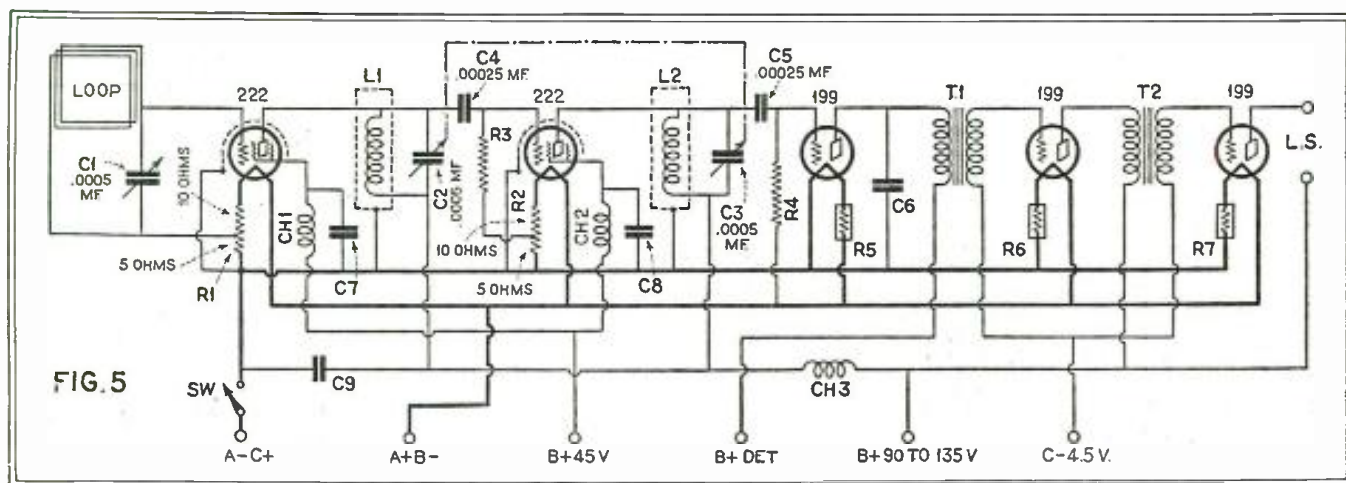 LOOP
C1
.0005
MF.
10 OHMS
5 OHMS
R1
222
CH1
C7
L1
C2
.0005 MF.
C4
.00025 MF.
R3
222
R2
10 OHMS
5 OHMS
CH2
C8
L2
C3
.0005
MF.
C5
.00025 MF.
R4
199
R5
C6
T1
199
R6
T2
199
R7
L.S.
FIG. 5
SW
C9
CH3
A-C+
A+B-
B+45V
B+DET
B+90 TO 135 V
C-4.5 V.